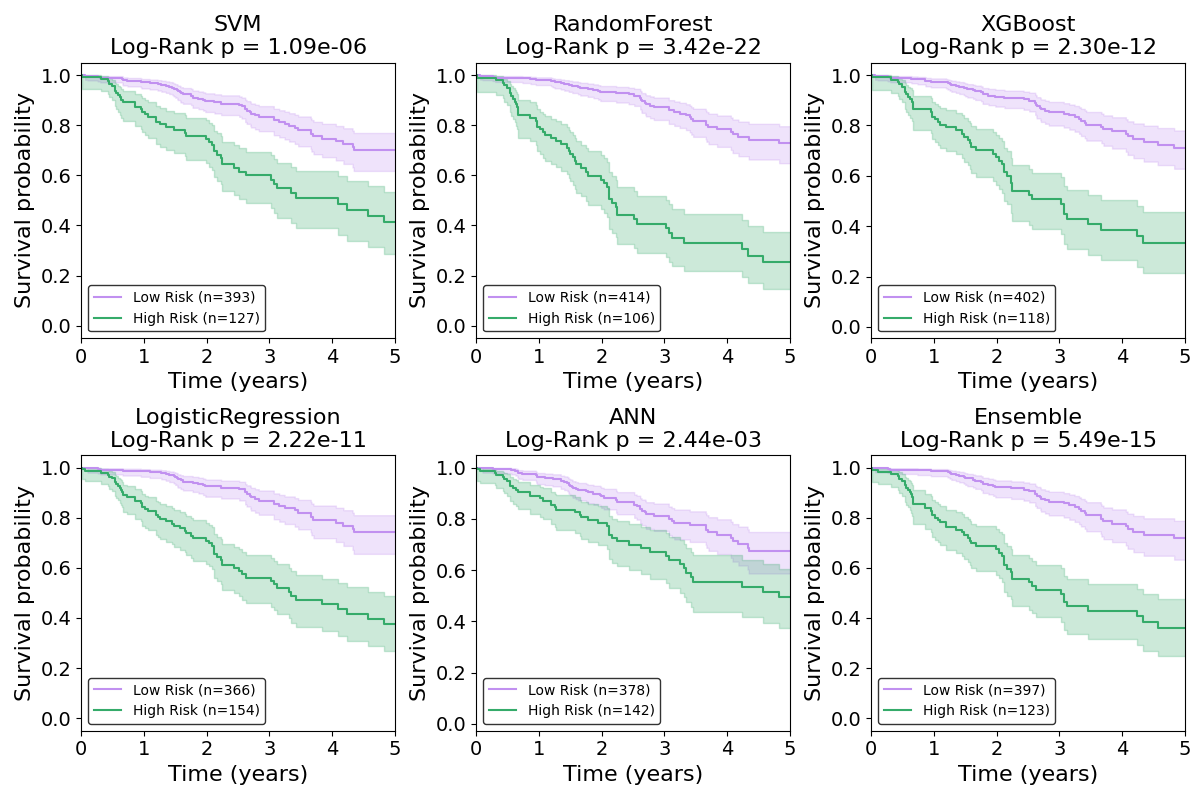 SVM
Log-Rank p = 1.09e-06
Survival probability
1.0
0.8
0.6
0.4
0.2
0.0
Low Risk (n=393)
High Risk (n=127)
0 1 2 3 4 5
Time (years)
RandomForest
Log-Rank p = 3.42e-22
Survival probability
1.0
0.8
0.6
0.4
0.2
0.0
Low Risk (n=414)
High Risk (n=106)
0 1 2 3 4 5
Time (years)
XGBoost
Log-Rank p = 2.30e-12
Survival probability
1.0
0.8
0.6
0.4
0.2
0.0
Low Risk (n=402)
High Risk (n=118)
0 1 2 3 4 5
Time (years)
LogisticRegression
Log-Rank p = 2.22e-11
Survival probability
1.0
0.8
0.6
0.4
0.2
0.0
Low Risk (n=366)
High Risk (n=154)
0 1 2 3 4 5
Time (years)
ANN
Log-Rank p = 2.44e-03
Survival probability
1.0
0.8
0.6
0.4
0.2
0.0
Low Risk (n=378)
High Risk (n=142)
0 1 2 3 4 5
Time (years)
Ensemble
Log-Rank p = 5.49e-15
Survival probability
1.0
0.8
0.6
0.4
0.2
0.0
Low Risk (n=397)
High Risk (n=123)
0 1 2 3 4 5
Time (years)